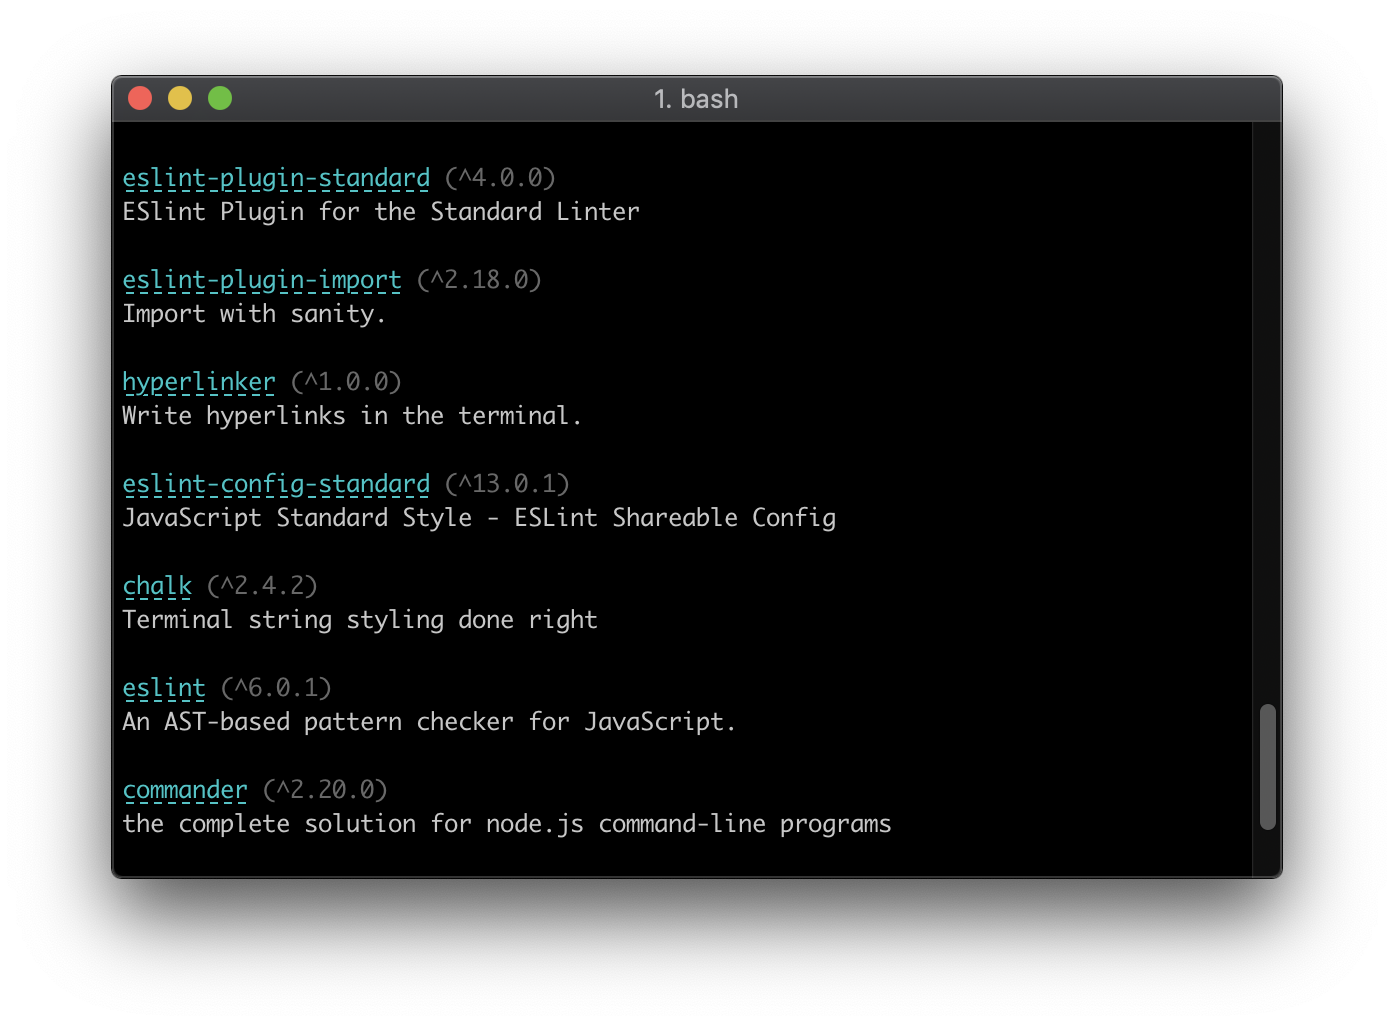 1. bash
eslint-plugin-standard (^4.0.0)
ESlint Plugin for the Standard Linter
eslint-plugin-import (^2.18.0)
Import with sanity.
hyperlinker (^1.0.0)
Write hyperlinks in the terminal.
eslint-config-standard (^13.0.1)
JavaScript Standard Style - ESLint Shareable Config
chalk (^2.4.2)
Terminal string styling done right
eslint (^6.0.1)
An AST-based pattern checker for JavaScript.
commander (^2.20.0)
the complete solution for node.js command-line programs